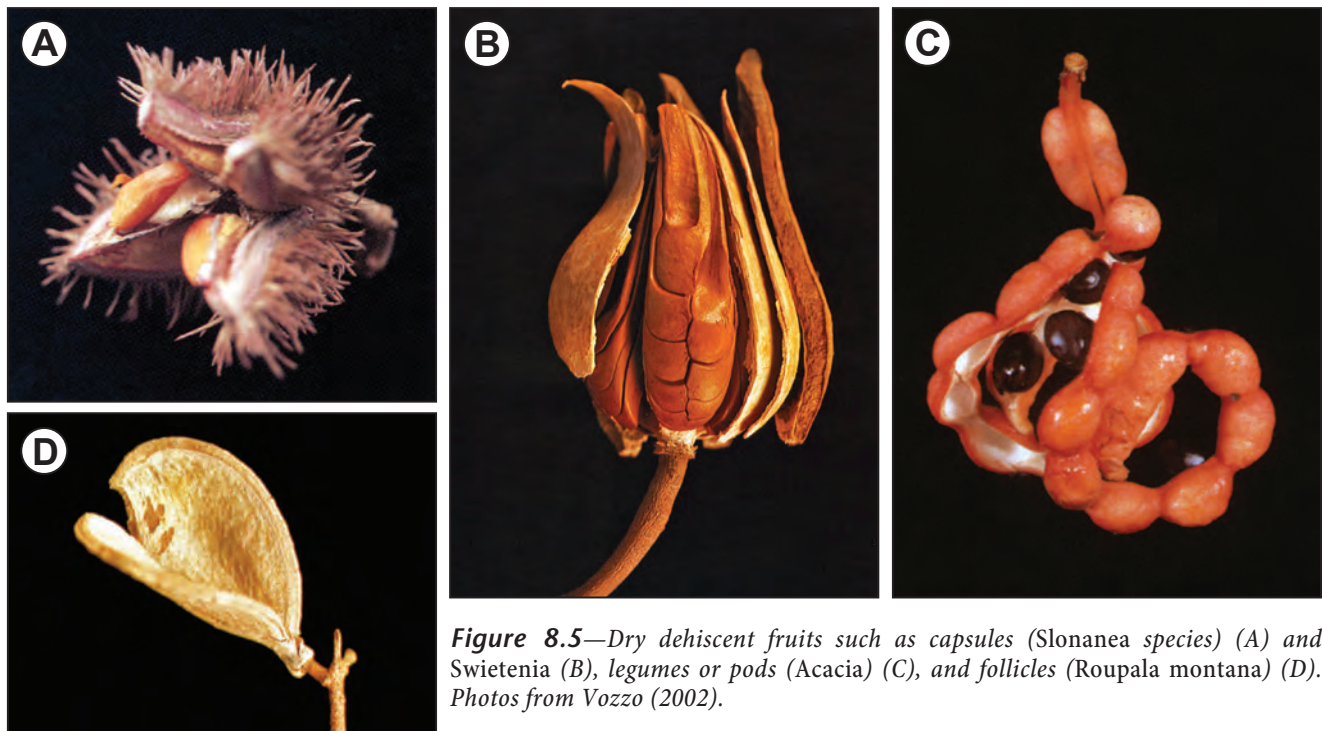 A
B
C
D
Figure 8.5—Dry dehiscent fruits such as capsules (Slonanea species) (A) and
Swietenia (B), legumes or pods (Acacia) (C), and follicles (Roupala montana) (D).
Photos from Vozzo (2002).